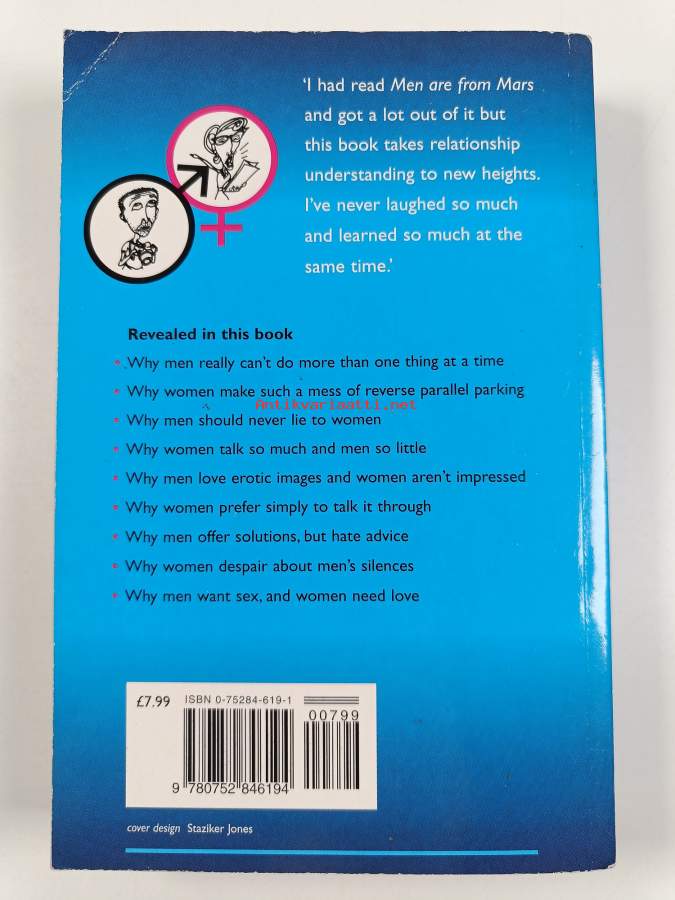 ‘I had read Men are from Mars
and got a lot out of it but
this book takes relationship
understanding to new heights.
I've never laughed so much
and learned so much at the
same time.’
Revealed in this book
• Why men really can't do more than one thing at a time
• Why women make such a mess of reverse parallel parking
Antikvariaatti.net
• Why men should never lie to women
• Why women talk so much and men so little
• Why men love erotic images and women aren't impressed
• Why women prefer simply to talk it through
• Why men offer solutions, but hate advice
• Why women despair about men's silences
• Why men want sex, and women need love
£7.99 ISBN 0-75284-619-1
00799
9 780752 846194
cover design Staziker Jones